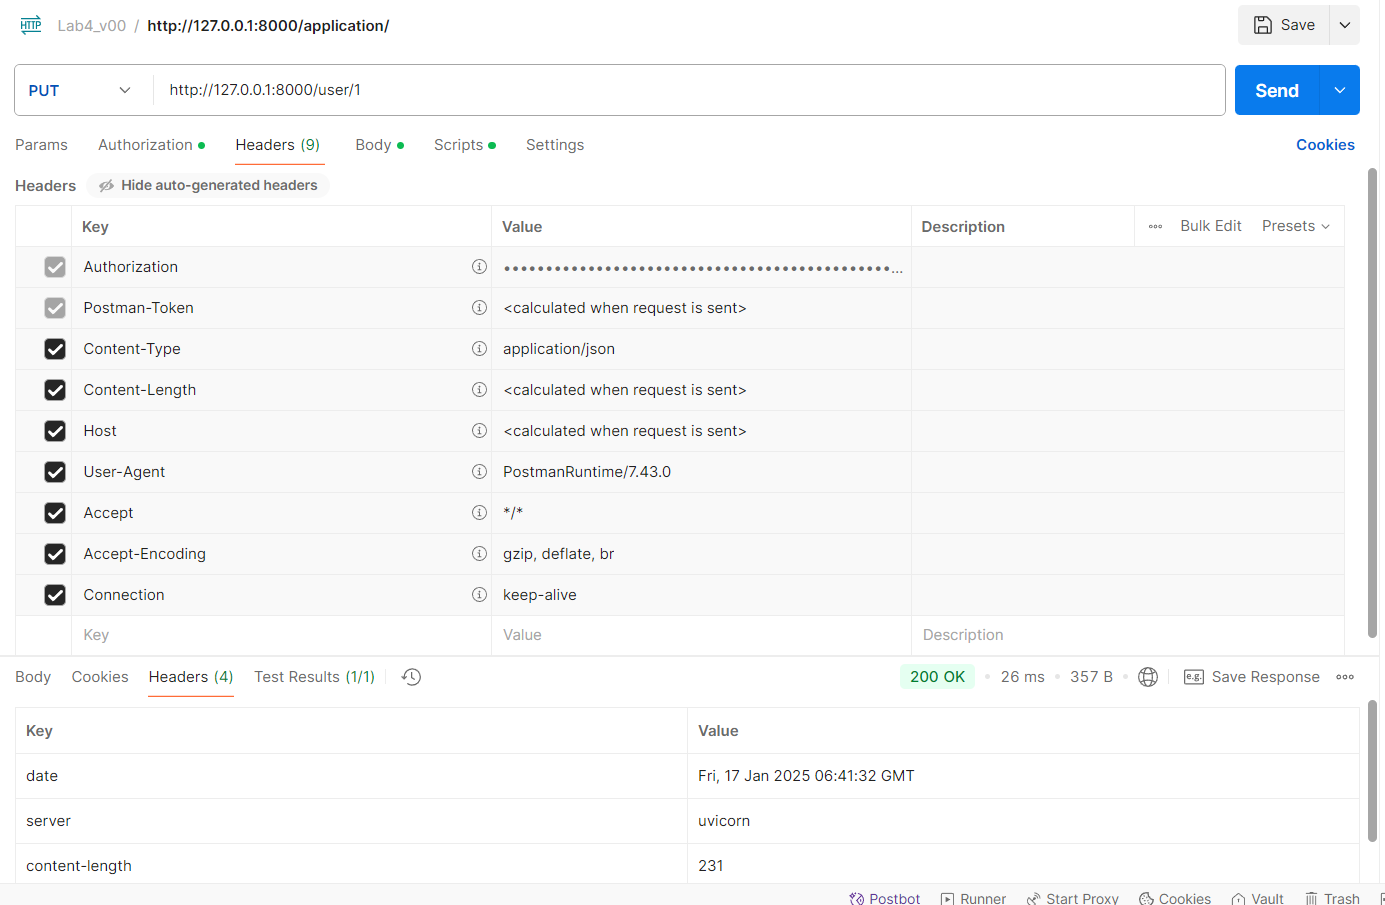 HTTP Lab4_v00 / http://127.0.0.1:8000/application/ Save
PUT http://127.0.0.1:8000/user/1 Send
Params Authorization Headers (9) Body Scripts Settings Cookies
Headers Hide auto-generated headers
Key Value Description Bulk Edit Presets
Authorization ••••••••••••••••••••••••••••••••••••••••••••••...
Postman-Token <calculated when request is sent>
Content-Type application/json
Content-Length <calculated when request is sent>
Host <calculated when request is sent>
User-Agent PostmanRuntime/7.43.0
Accept */*
Accept-Encoding gzip, deflate, br
Connection keep-alive
Key Value Description
Body Cookies Headers (4) Test Results (1/1) 200 OK • 26 ms • 357 B • e.g. Save Response
Key Value
date Fri, 17 Jan 2025 06:41:32 GMT
server uvicorn
content-length 231
Postbot Runner Start Proxy Cookies Vault Trash